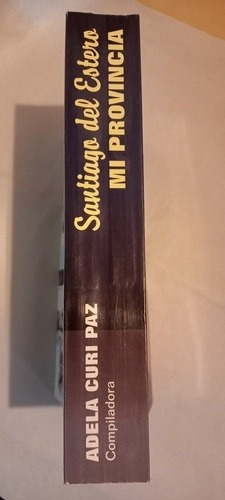 Santiago del Estero
MI PROVINCIA
ADELA CURI PAZ
Compiladora